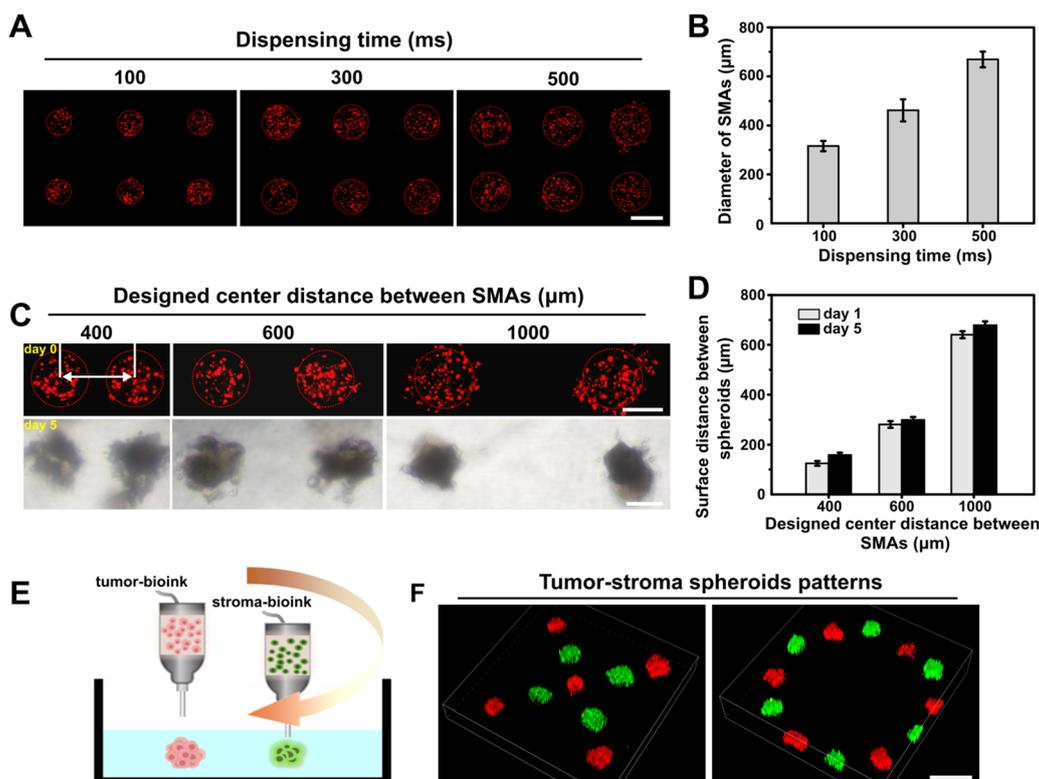 A
Dispensing time (ms)
100 300 500
B
Diameter of SMAs (µm)
800
600
400
200
0
100 300 500
Dispensing time (ms)
C
Designed center distance between SMAs (µm)
400 600 1000
day 0
day 5
D
Surface distance between
spheroids (µm)
800
600
400
200
0
day 1
day 5
400 600 1000
Designed center distance between
SMAs (µm)
E
tumor-bioink
stroma-bioink
F
Tumor-stroma spheroids patterns